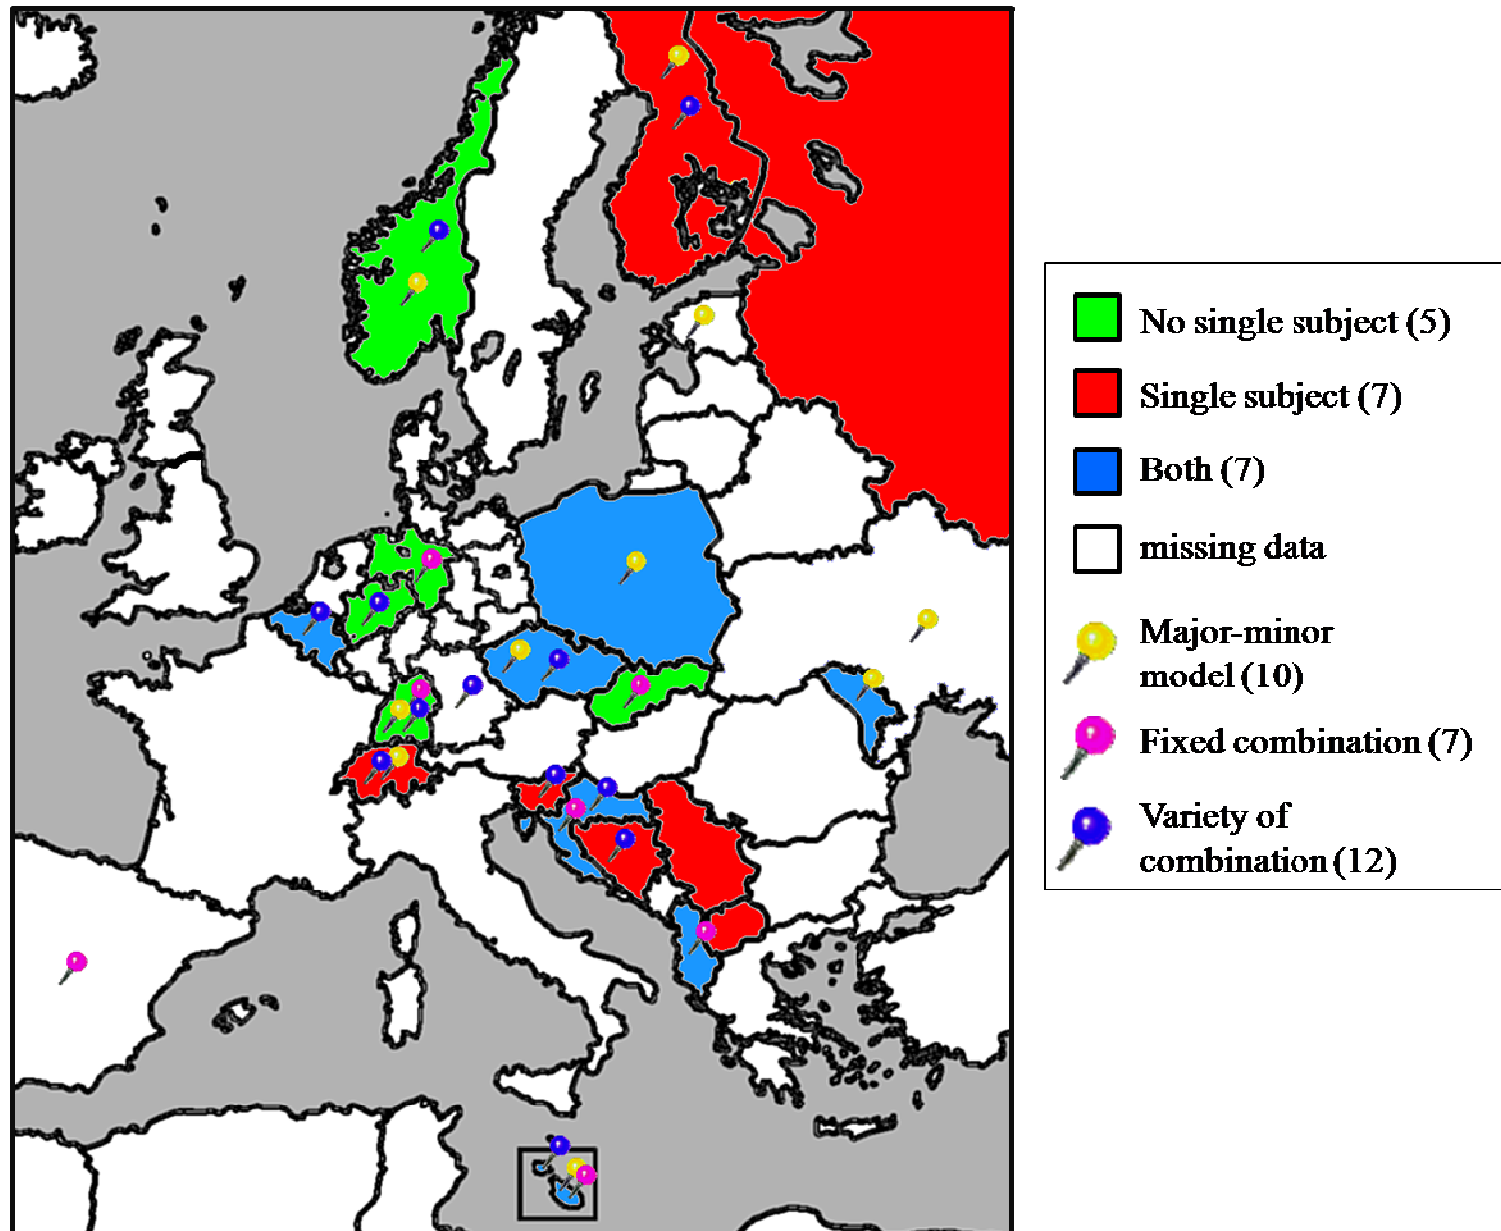 No single subject (5)
Single subject (7)
Both (7)
missing data
Major-minor
model (10)
Fixed combination (7)
Variety of
combination (12)